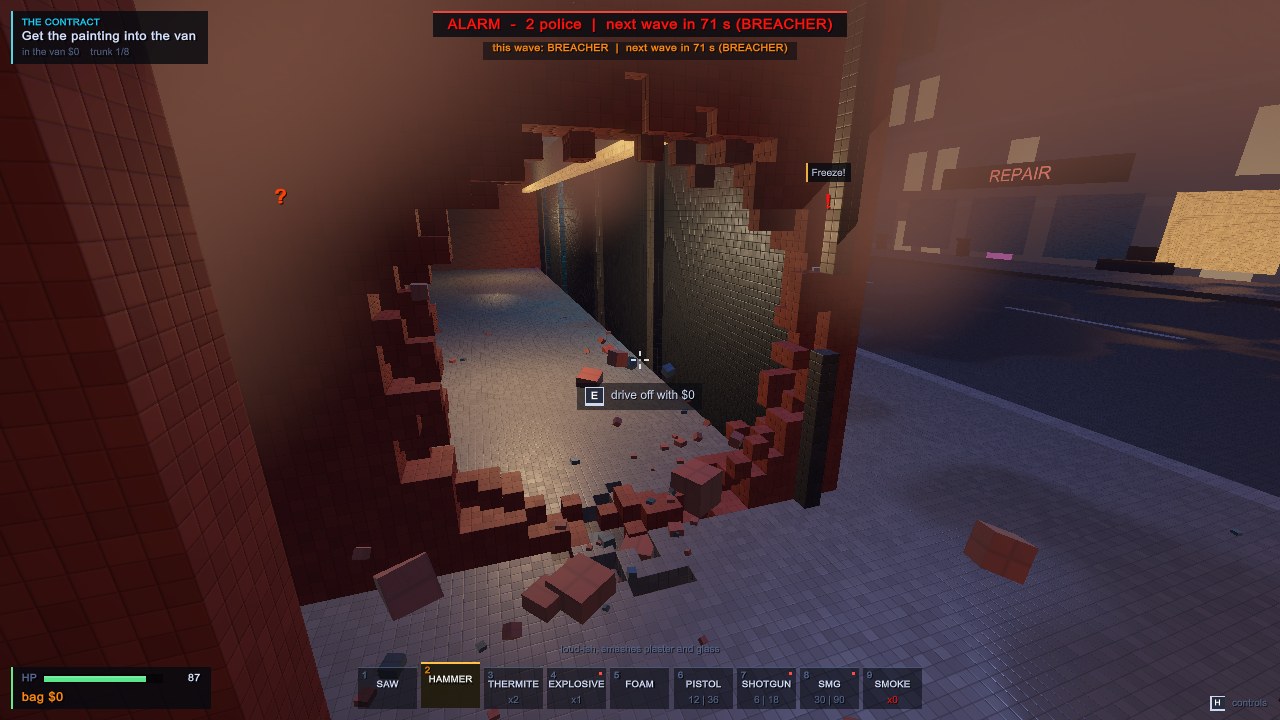 THE CONTRACT
Get the painting into the van
in the van $0 trunk 1/8
ALARM - 2 police | next wave in 71 s (BREACHER)
this wave: BREACHER | next wave in 71 s (BREACHER)
?
Freeze!
!
REPAIR
E drive off with $0
loud-ish, smashes plaster and glass
HP 87
bag $0
1 SAW
2 HAMMER
3 THERMITE x2
4 EXPLOSIVE x1
5 FOAM
6 PISTOL 12 | 36
7 SHOTGUN 6 | 18
8 SMG 30 | 90
9 SMOKE x0
H controls